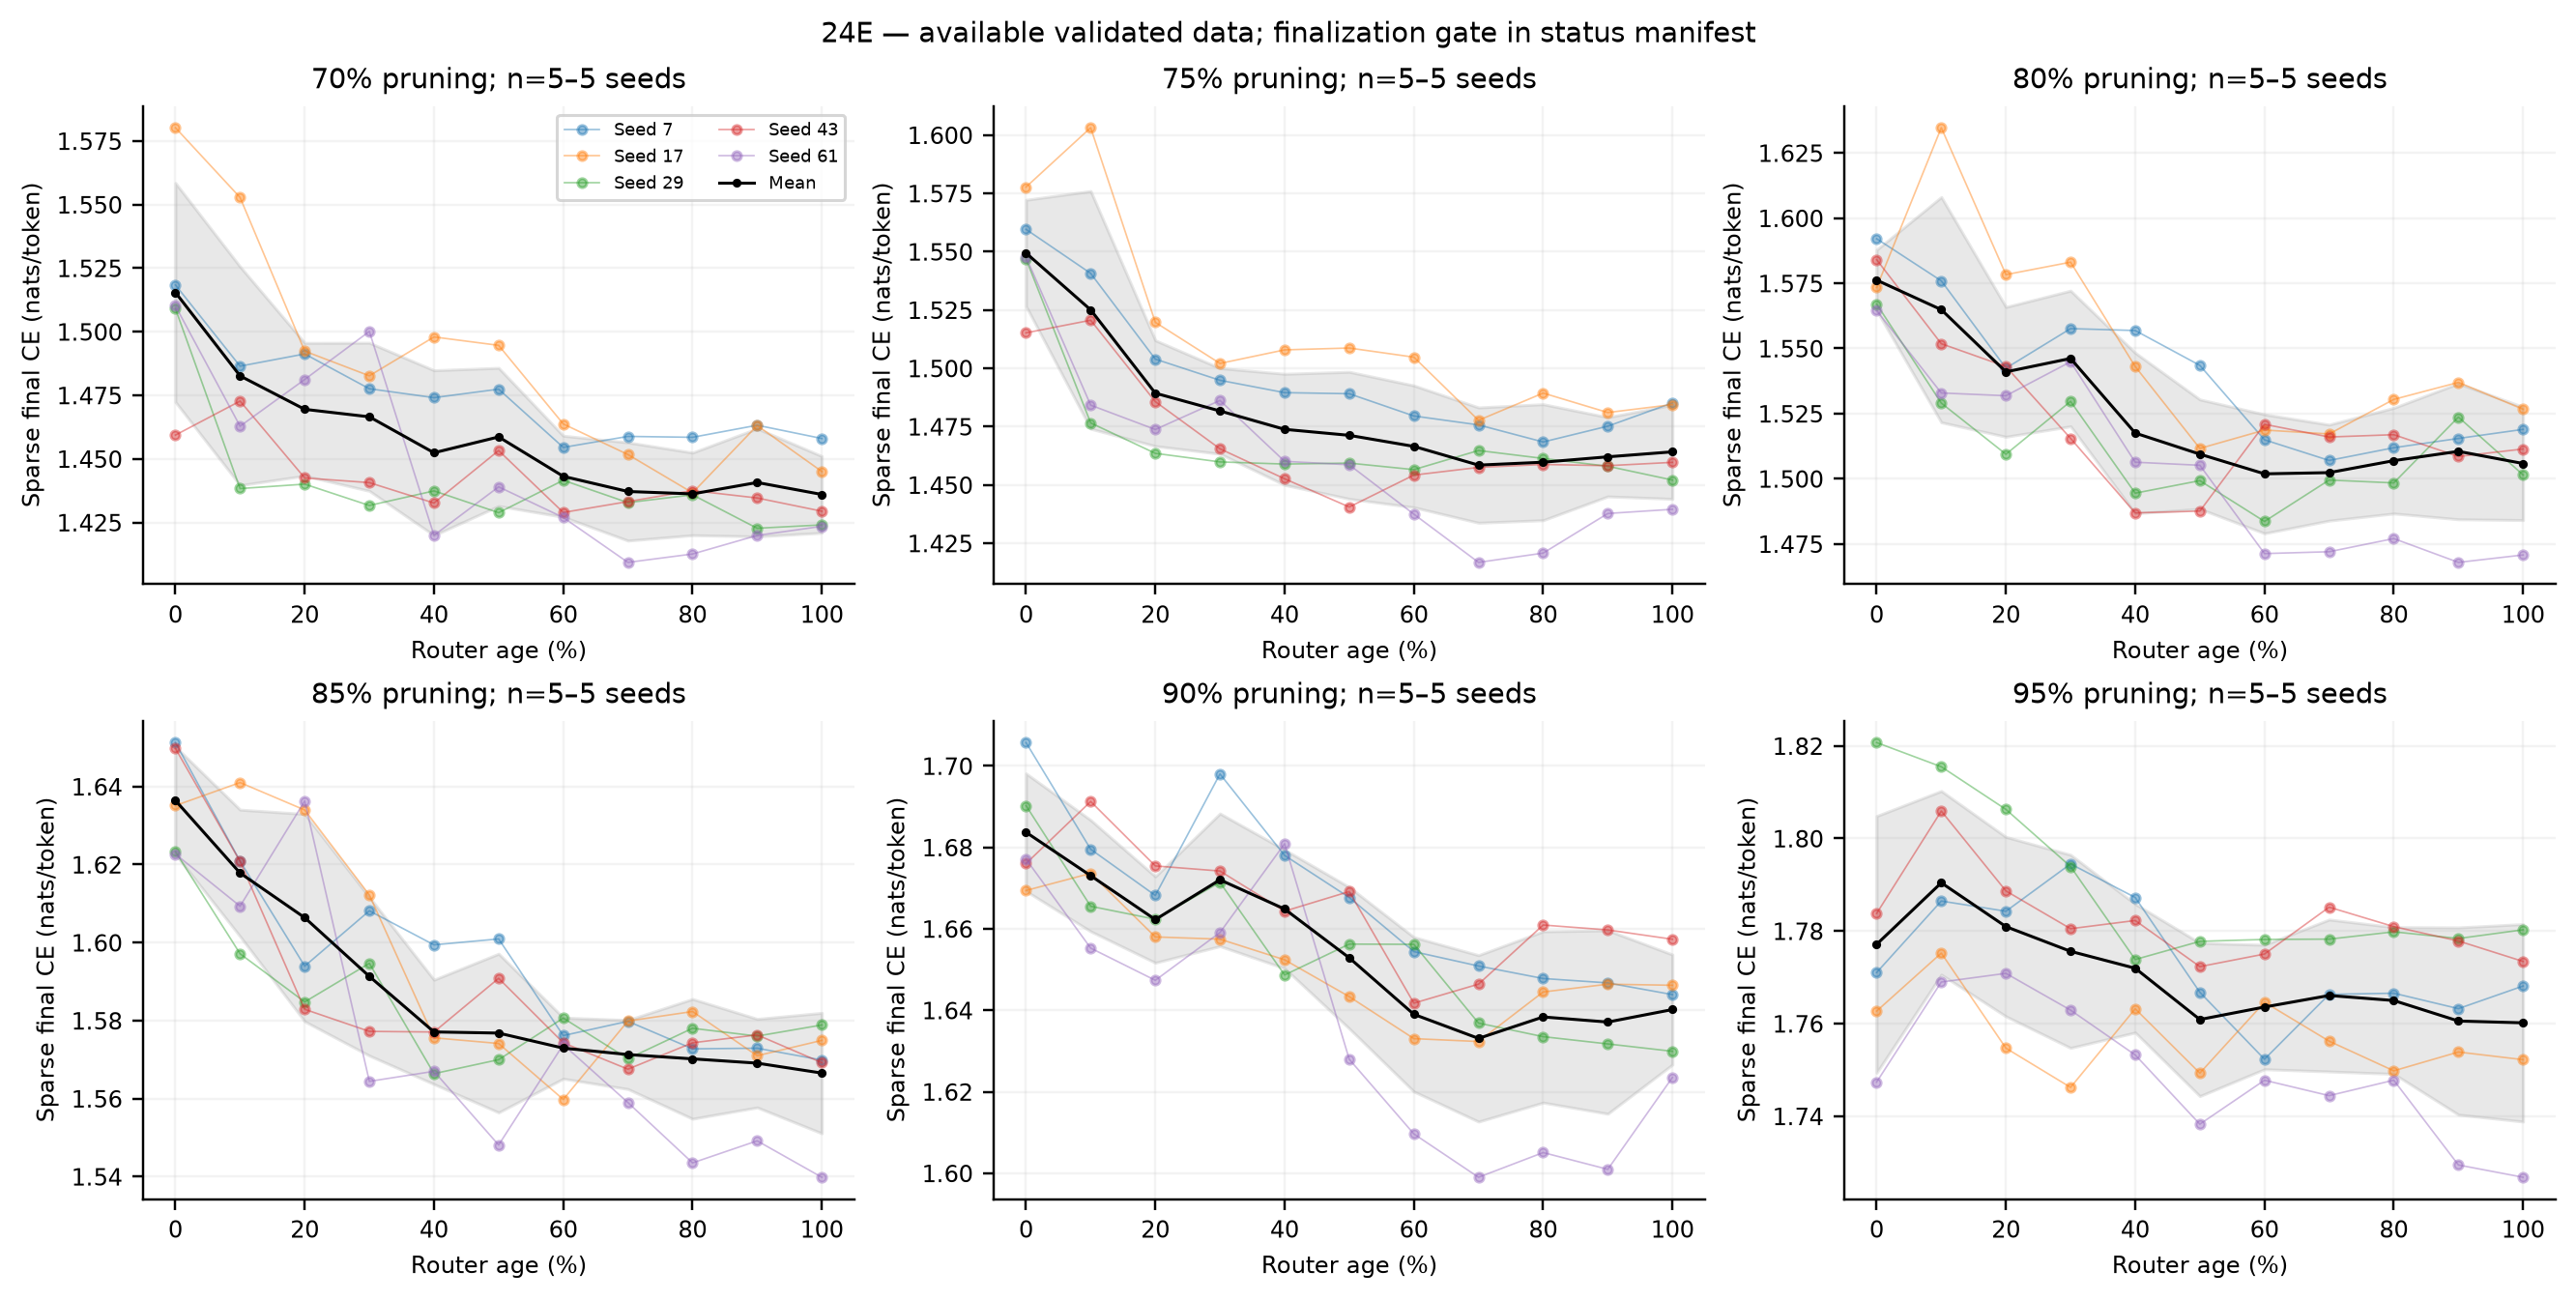 24E — available validated data; finalization gate in status manifest
70% pruning; n=5–5 seeds
Sparse final CE (nats/token)
1.575
1.550
1.525
1.500
1.475
1.450
1.425
Seed 7
Seed 17
Seed 29
Seed 43
Seed 61
Mean
0 20 40 60 80 100
Router age (%)
75% pruning; n=5–5 seeds
Sparse final CE (nats/token)
1.600
1.575
1.550
1.525
1.500
1.475
1.450
1.425
0 20 40 60 80 100
Router age (%)
80% pruning; n=5–5 seeds
Sparse final CE (nats/token)
1.625
1.600
1.575
1.550
1.525
1.500
1.475
0 20 40 60 80 100
Router age (%)
85% pruning; n=5–5 seeds
Sparse final CE (nats/token)
1.64
1.62
1.60
1.58
1.56
1.54
0 20 40 60 80 100
Router age (%)
90% pruning; n=5–5 seeds
Sparse final CE (nats/token)
1.70
1.68
1.66
1.64
1.62
1.60
0 20 40 60 80 100
Router age (%)
95% pruning; n=5–5 seeds
Sparse final CE (nats/token)
1.82
1.80
1.78
1.76
1.74
0 20 40 60 80 100
Router age (%)